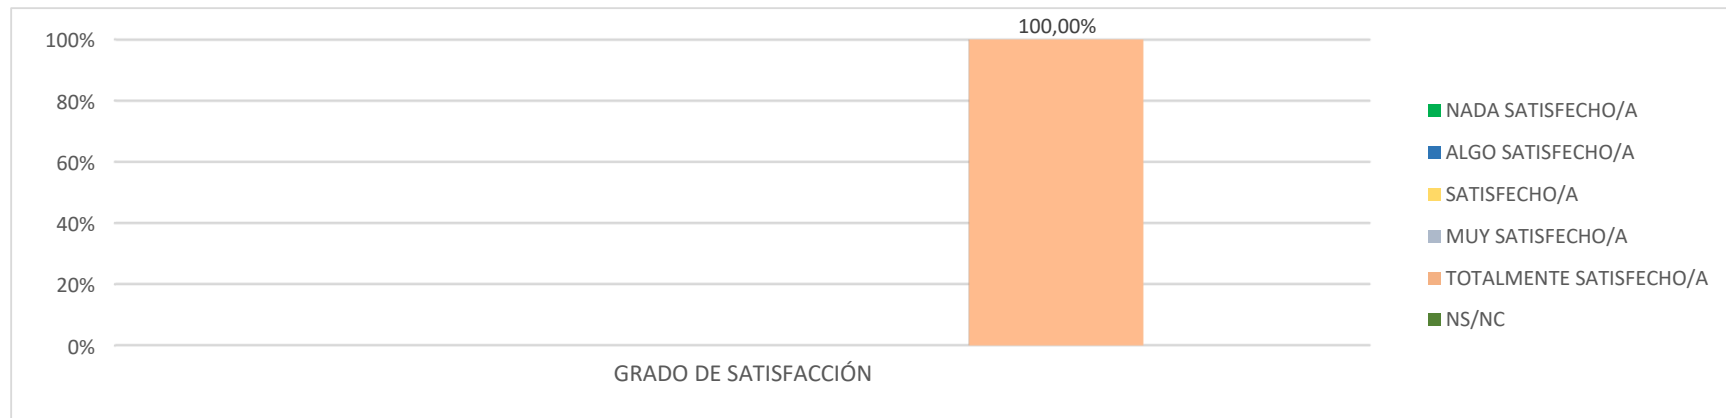 100,00%
100%
80%
60%
40%
20%
0%
GRADO DE SATISFACCIÓN
NADA SATISFECHO/A
ALGO SATISFECHO/A
SATISFECHO/A
MUY SATISFECHO/A
TOTALMENTE SATISFECHO/A
NS/NC